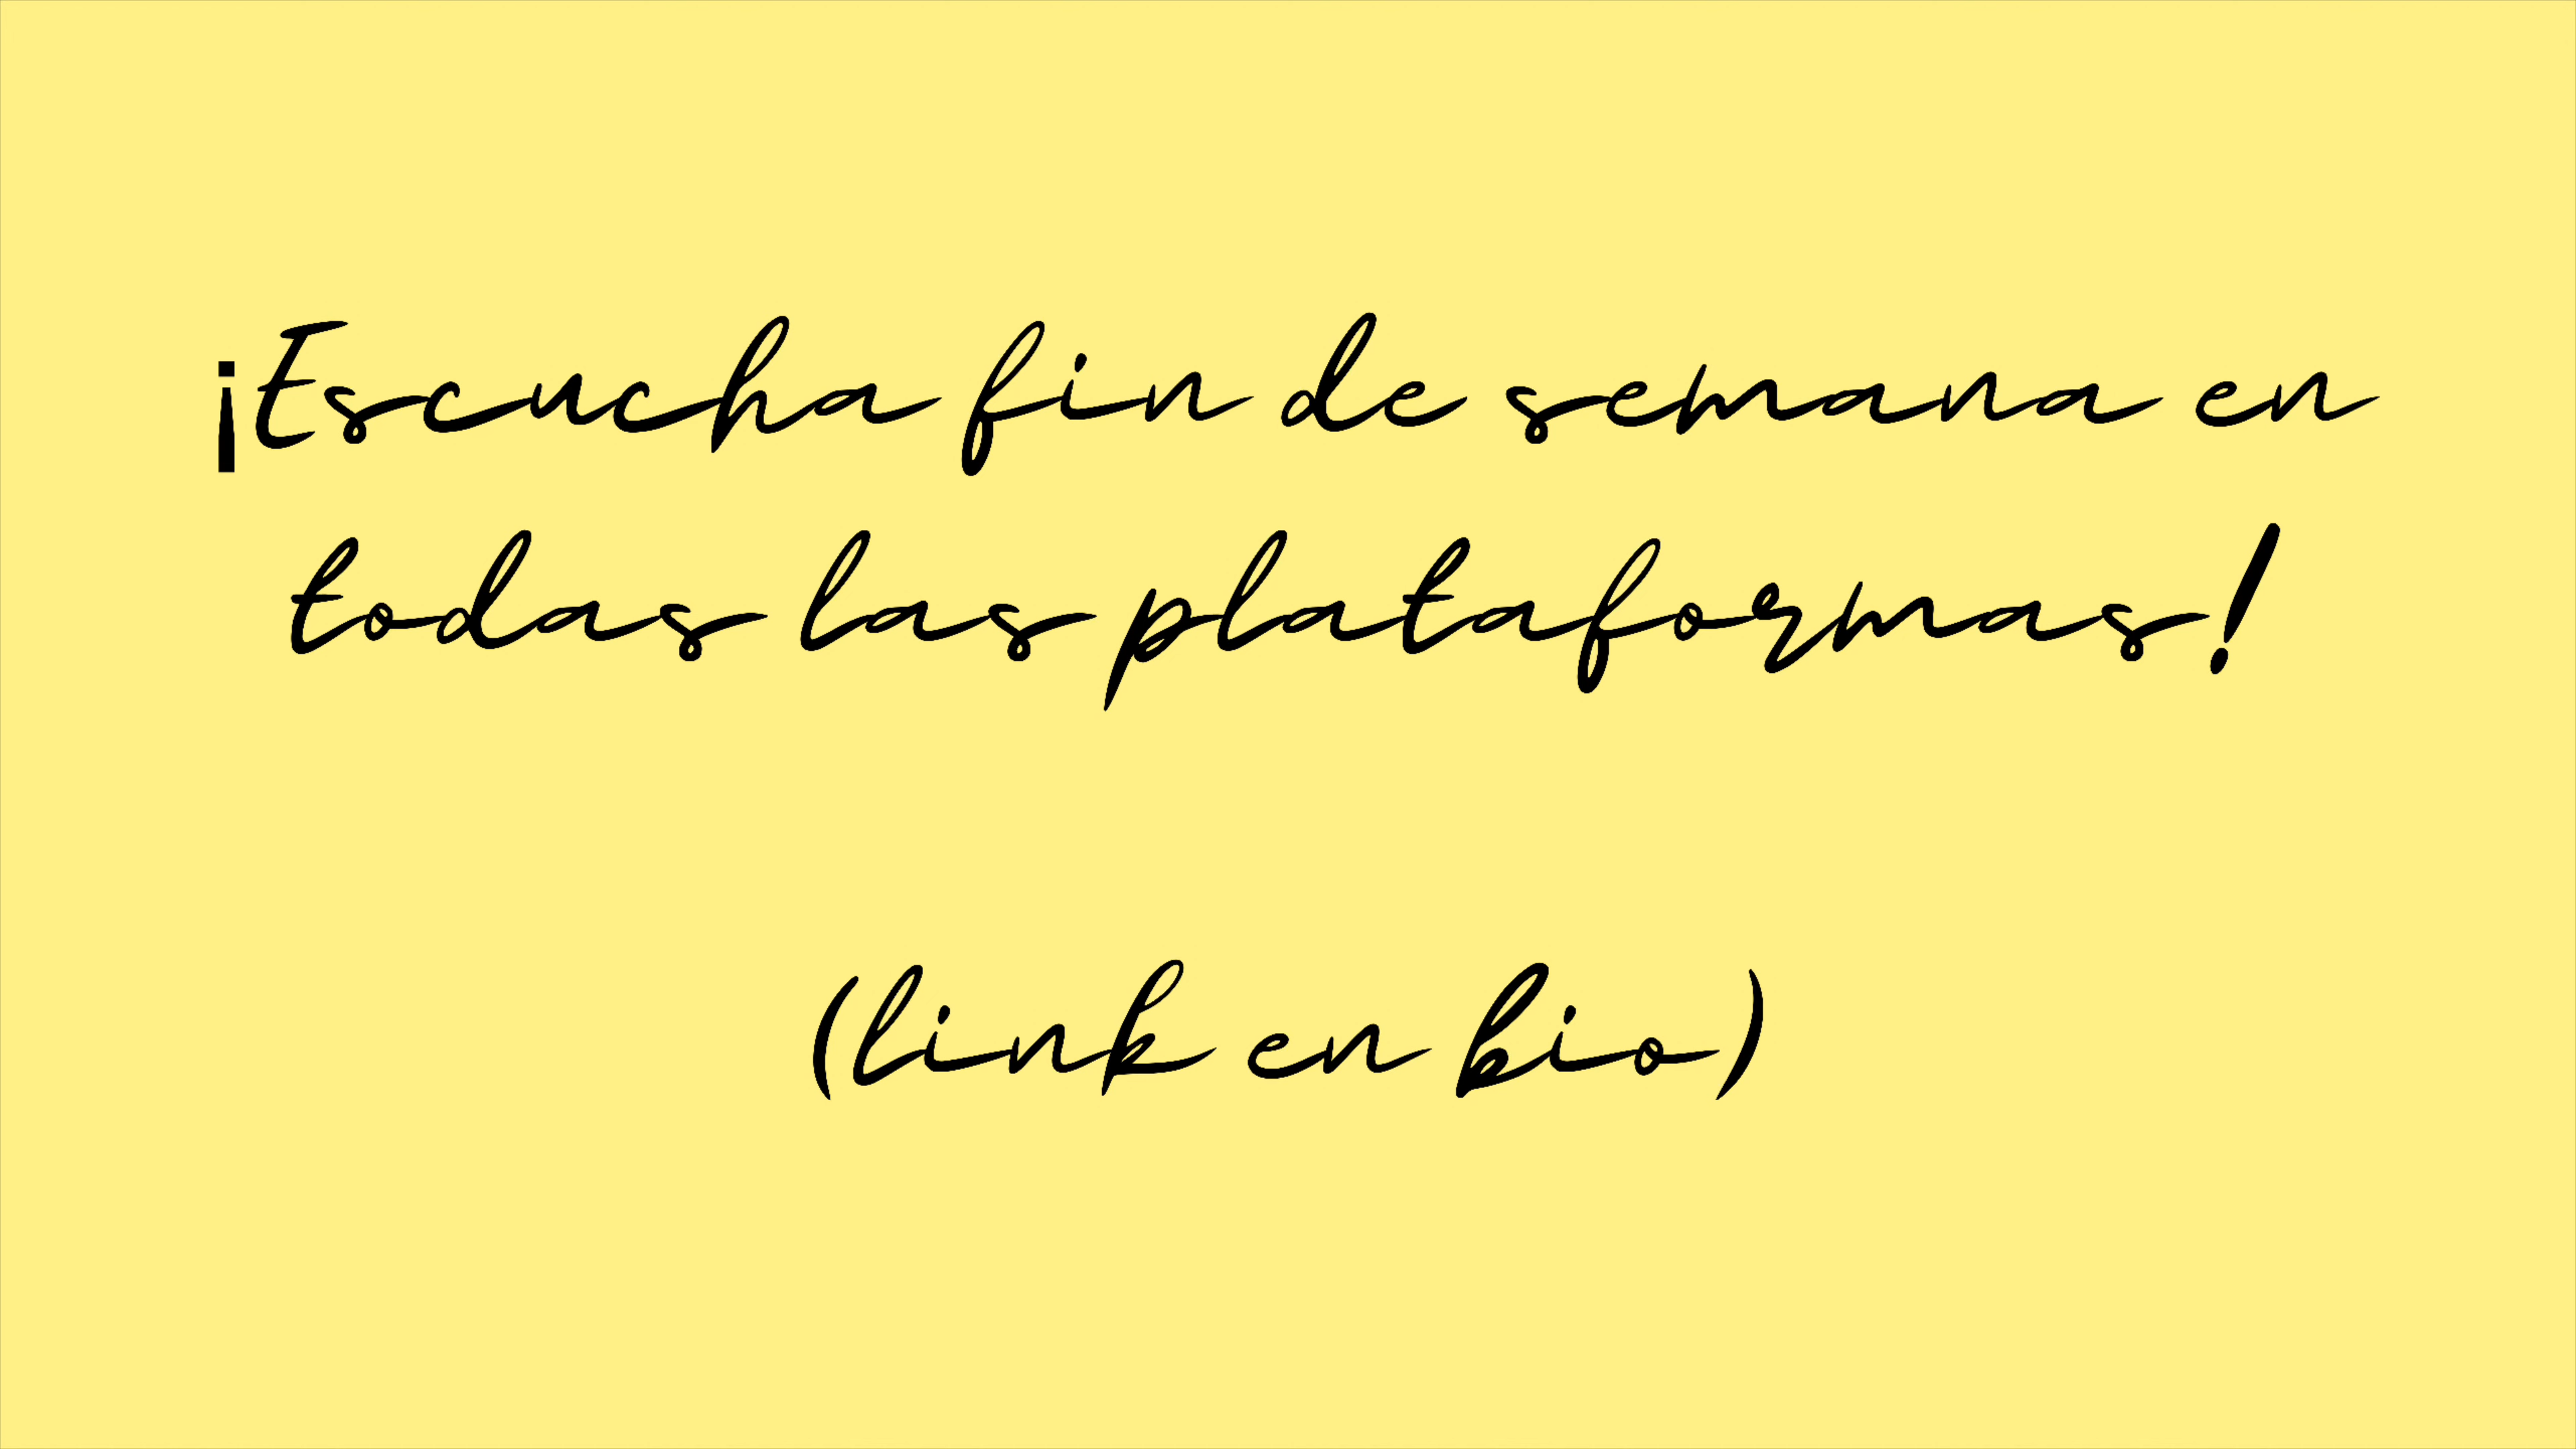 ¡Escucha fin de semana en
todas las plataformas!
(link en bio)